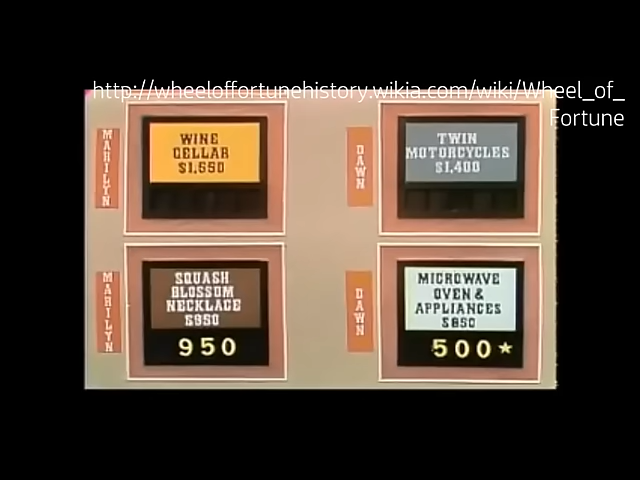 http://wheeloffortunehistory.wikia.com/wiki/Wheel_of_
Fortune
MARILYN
WINE
CELLAR
$1,550
DAWN
TWIN
MOTORCYCLES
$1,400
MARILYN
SQUASH
BLOSSOM
NECKLACE
$950
950
DAWN
MICROWAVE
OVEN &
APPLIANCES
$850
500★